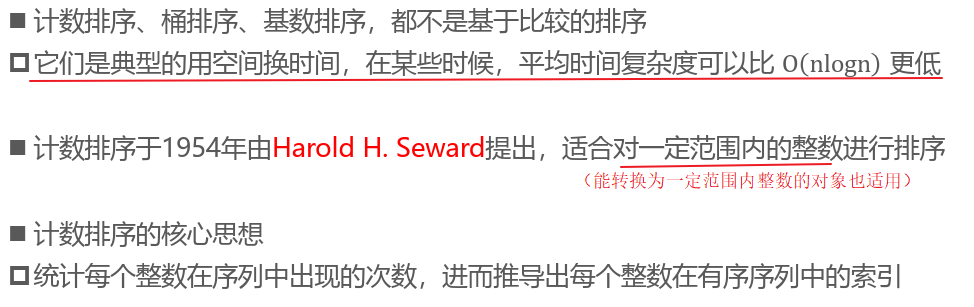 ■ 计数排序、桶排序、基数排序，都不是基于比较的排序
□ 它们是典型的用空间换时间，在某些时候，平均时间复杂度可以比 O(nlogn) 更低
■ 计数排序于1954年由Harold H. Seward提出，适合对一定范围内的整数进行排序
（能转换为一定范围内整数的对象也适用）
■ 计数排序的核心思想
□ 统计每个整数在序列中出现的次数，进而推导出每个整数在有序序列中的索引